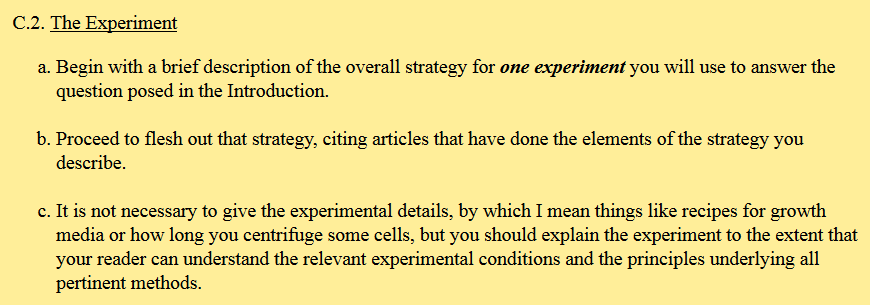 C.2. The Experiment
a. Begin with a brief description of the overall strategy for one experiment you will use to answer the
question posed in the Introduction.
b. Proceed to flesh out that strategy, citing articles that have done the elements of the strategy you
describe.
c. It is not necessary to give the experimental details, by which I mean things like recipes for growth
media or how long you centrifuge some cells, but you should explain the experiment to the extent that
your reader can understand the relevant experimental conditions and the principles underlying all
pertinent methods.